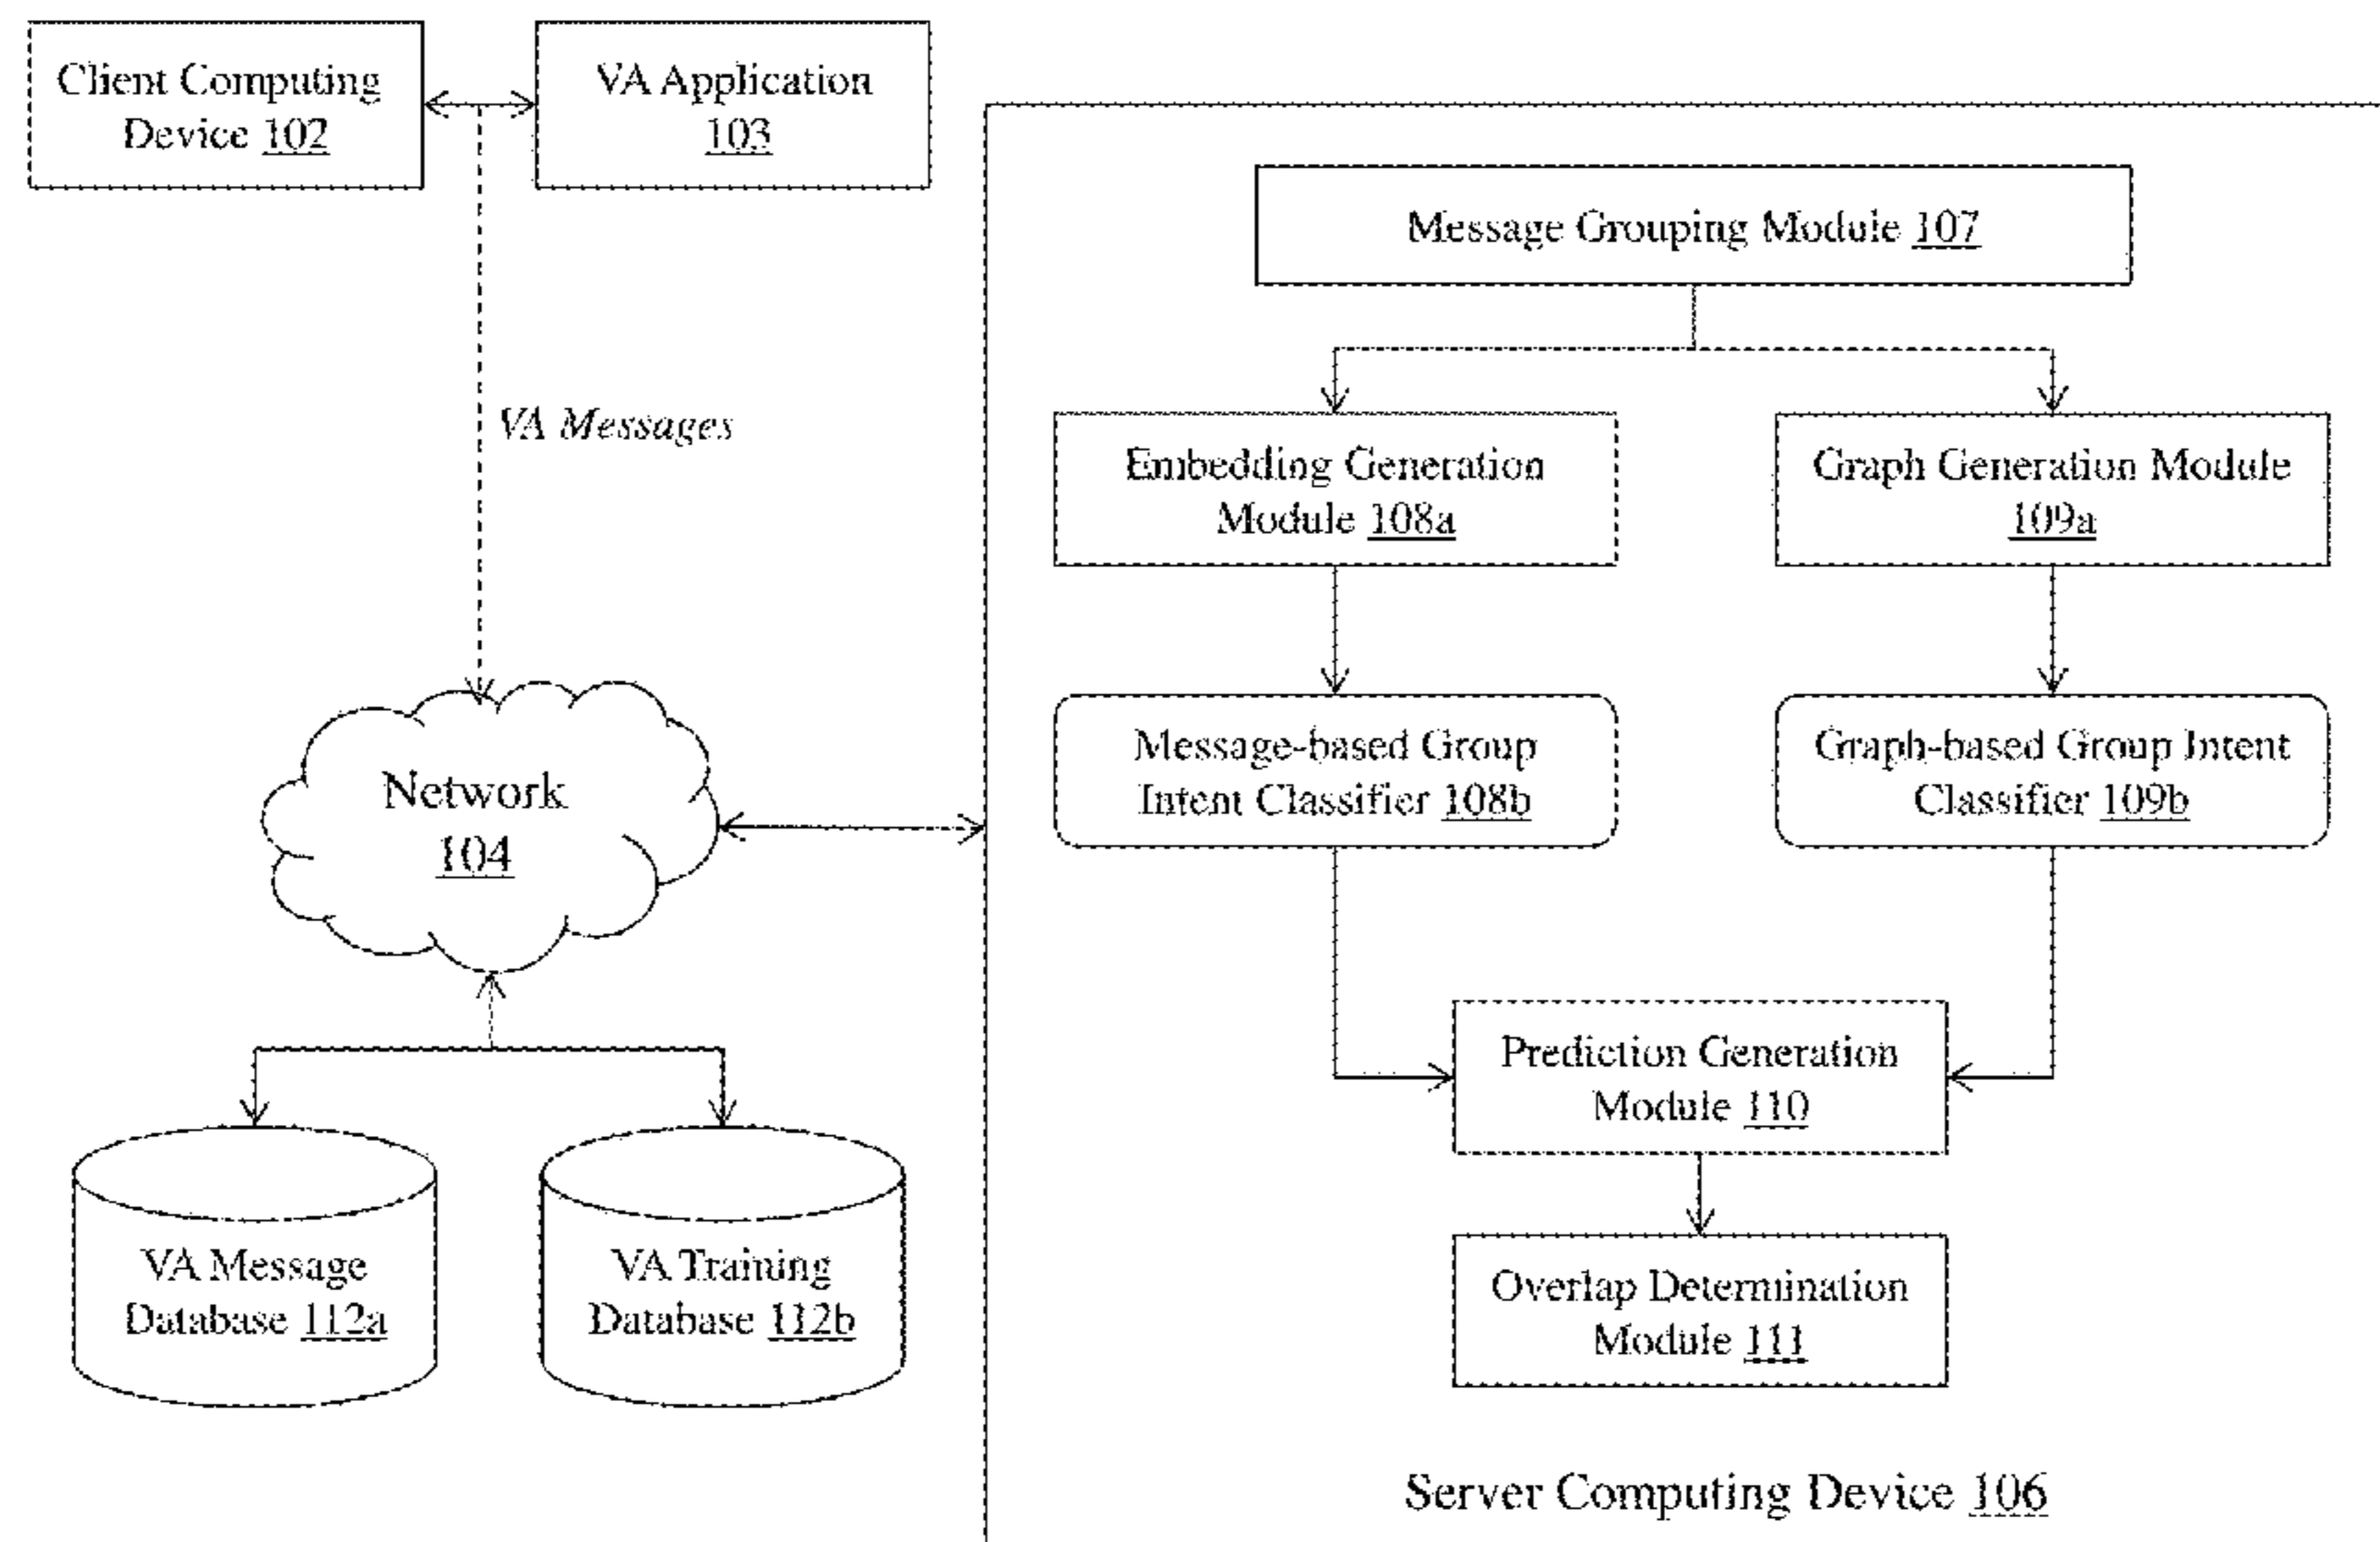 Client Computing
Device 102
VA Application
103
VA Messages
Network
104
VA Message
Database 112a
VA Training
Database 112b
Message Grouping Module 107
Embedding Generation
Module 108a
Graph Generation Module
109a
Message-based Group
Intent Classifier 108b
Graph-based Group Intent
Classifier 109b
Prediction Generation
Module 110
Overlap Determination
Module 111
Server Computing Device 106